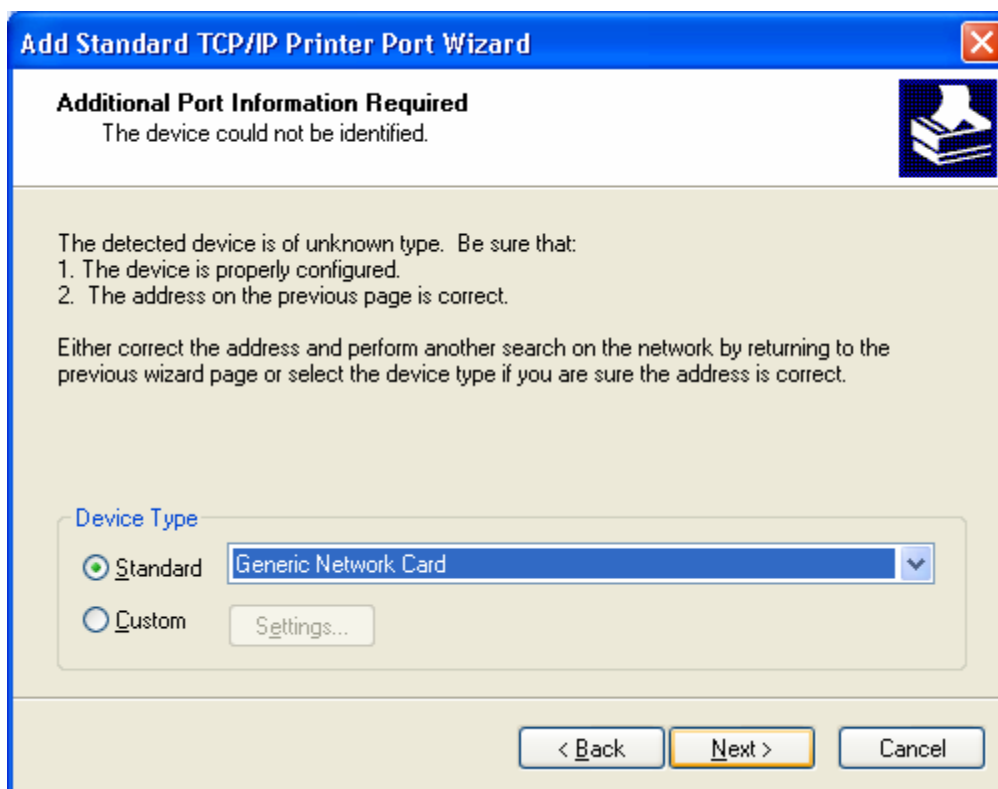 Add Standard TCP/IP Printer Port Wizard
Additional Port Information Required
The device could not be identified.
The detected device is of unknown type.  Be sure that:
1. The device is properly configured.
2.  The address on the previous page is correct.
Either correct the address and perform another search on the network by returning to the
previous wizard page or select the device type if you are sure the address is correct.
Device Type
Standard
Generic Network Card
Custom
Settings...
< Back
Next >
Cancel